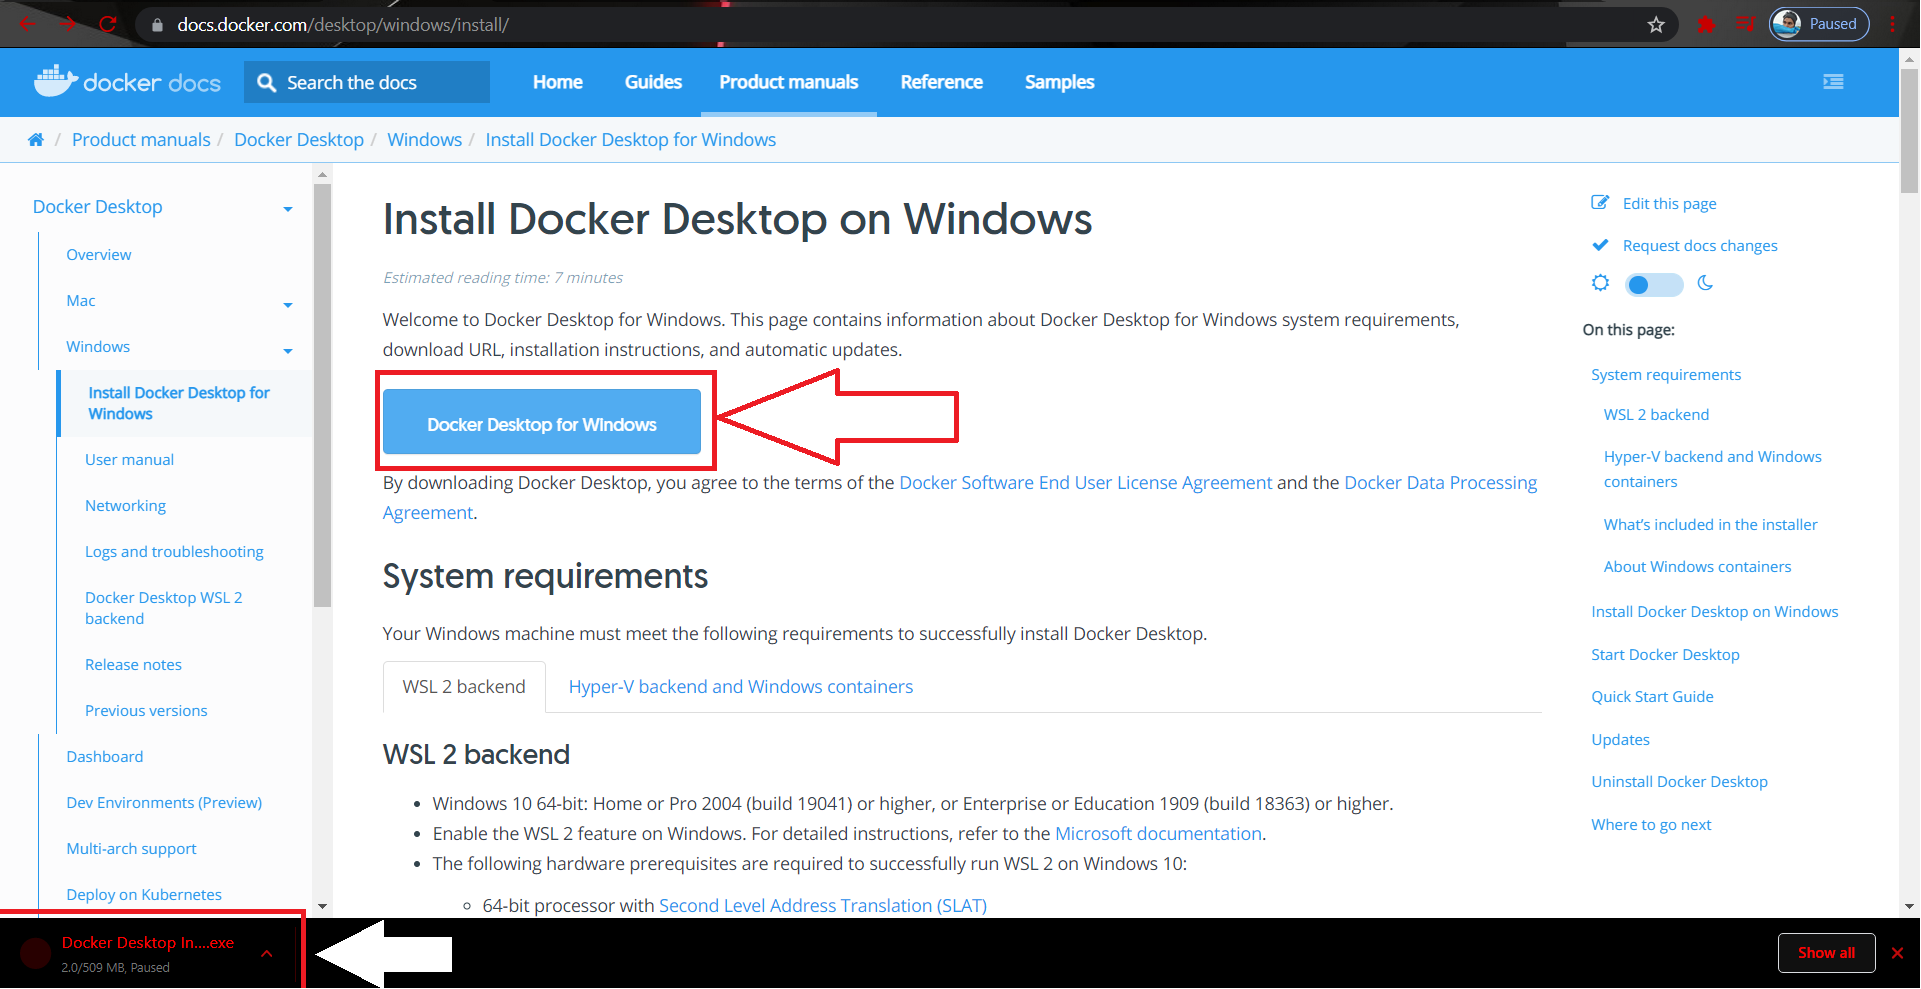 docs.docker.com/desktop/windows/install/
Paused
docker docs
Search the docs
Home
Guides
Product manuals
Reference
Samples
/ Product manuals / Docker Desktop / Windows / Install Docker Desktop for Windows
Docker Desktop
Overview
Mac
Windows
Install Docker Desktop for
Windows
User manual
Networking
Logs and troubleshooting
Docker Desktop WSL 2
backend
Release notes
Previous versions
Dashboard
Dev Environments (Preview)
Multi-arch support
Deploy on Kubernetes
Install Docker Desktop on Windows
Estimated reading time: 7 minutes
Welcome to Docker Desktop for Windows. This page contains information about Docker Desktop for Windows system requirements,
download URL, installation instructions, and automatic updates.
Docker Desktop for Windows
By downloading Docker Desktop, you agree to the terms of the Docker Software End User License Agreement and the Docker Data Processing
Agreement.
System requirements
Your Windows machine must meet the following requirements to successfully install Docker Desktop.
WSL 2 backend
Hyper-V backend and Windows containers
WSL 2 backend
• Windows 10 64-bit: Home or Pro 2004 (build 19041) or higher, or Enterprise or Education 1909 (build 18363) or higher.
• Enable the WSL 2 feature on Windows. For detailed instructions, refer to the Microsoft documentation.
• The following hardware prerequisites are required to successfully run WSL 2 on Windows 10:
◦ 64-bit processor with Second Level Address Translation (SLAT)
Edit this page
Request docs changes
On this page:
System requirements
WSL 2 backend
Hyper-V backend and Windows
containers
What's included in the installer
About Windows containers
Install Docker Desktop on Windows
Start Docker Desktop
Quick Start Guide
Updates
Uninstall Docker Desktop
Where to go next
Docker Desktop In....exe
2.0/509 MB, Paused
Show all